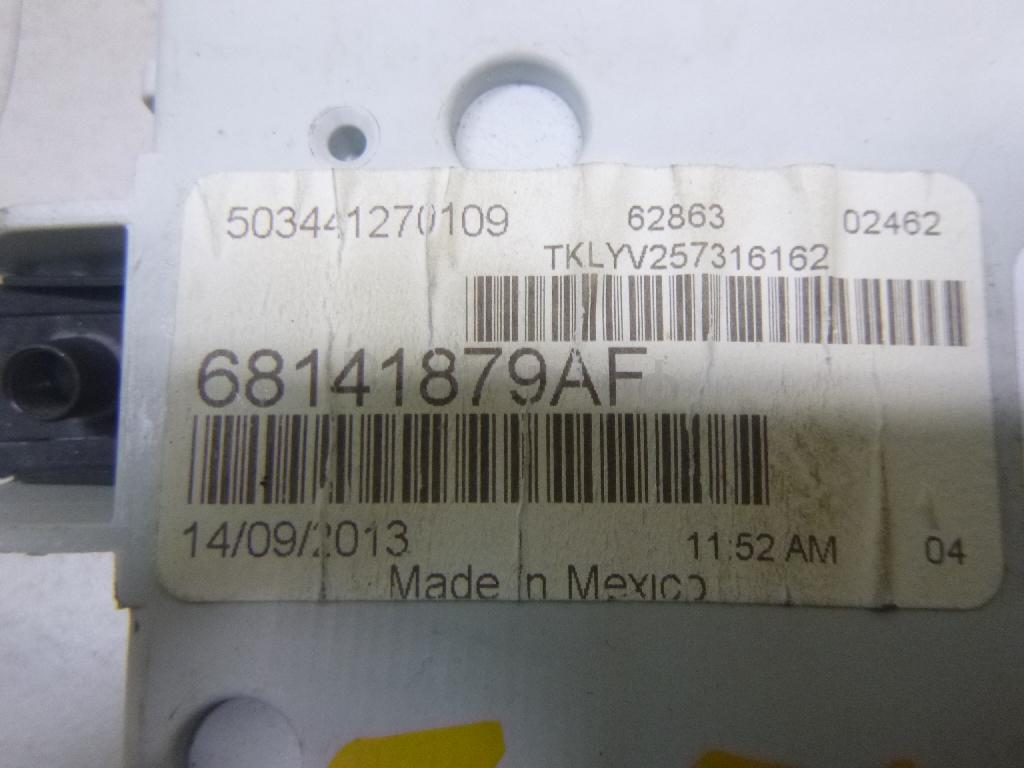 503441270109 62863 02462
TKLYV257316162
68141879AF
14/09/2013 11:52 AM 04
Made in Mexico